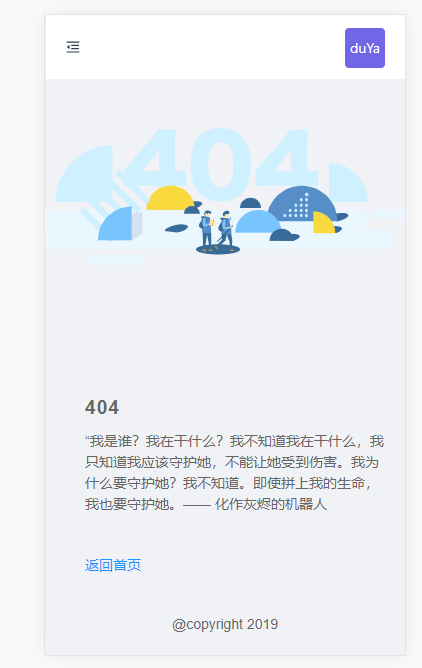 duYa
404
404
“我是谁？我在干什么？我不知道我在干什么，我
只知道我应该守护她，不能让她受到伤害。我为
什么要守护她？我不知道。即使拼上我的生命，
我也要守护她。—— 化作灰烬的机器人
返回首页
@copyright 2019